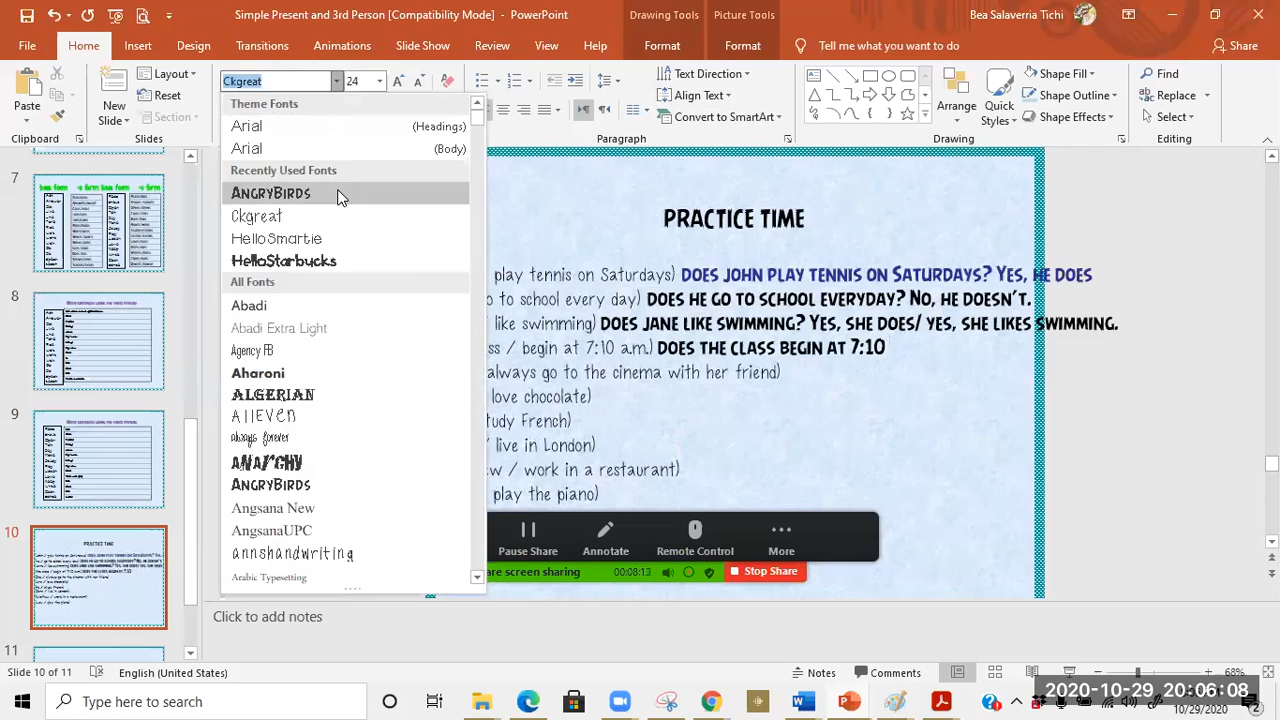 Simple Present and 3rd Person [Compatibility Mode] - PowerPoint
Drawing Tools
Picture Tools
Bea Salaverria Tichi
File Home Insert Design Transitions Animations Slide Show Review View Help Format Format Tell me what you want to do Share
Paste
New Slide
Layout
Reset
Section
Ckgreat 24
Text Direction
Align Text
Convert to SmartArt
Arrange
Quick Styles
Shape Fill
Shape Outline
Shape Effects
Find
Replace
Select
Clipboard
Slides
Paragraph
Drawing
Editing
Theme Fonts
Arial (Headings)
Arial (Body)
Recently Used Fonts
AngryBirds
Ckgreat
HelloSmartie
HelloStarbucks
All Fonts
Abadi
Abadi Extra Light
Agency FB
Aharoni
ALGERIAN
Alleven
always forever
Anarchy
AngryBirds
Angsana New
AngsanaUPC
annshandwriting
Arabic Typesetting
7
8
9
10
11
PRACTICE TIME
play tennis on Saturdays) DOES JOHN PLAY TENNIS ON SATURDAYS? YES, HE DOES
o to school every day) DOES HE GO TO SCHOOL EVERYDAY? NO, HE DOESN'T.
/ like swimming) DOES JANE LIKE SWIMMING? YES, SHE DOES/ YES, SHE LIKES SWIMMING.
ss / begin at 7:10 a.m.) DOES THE CLASS BEGIN AT 7:10
always go to the cinema with her friend)
love chocolate)
tudy French)
/ live in London)
ew / work in a restaurant)
play the piano)
Pause Share
Annotate
Remote Control
More
are screen sharing 00:08:13 Stop Share
Click to add notes
Slide 10 of 11 English (United States) Notes Comments 68%
Type here to search
2020-10-29 20:06:08
10/29/2020